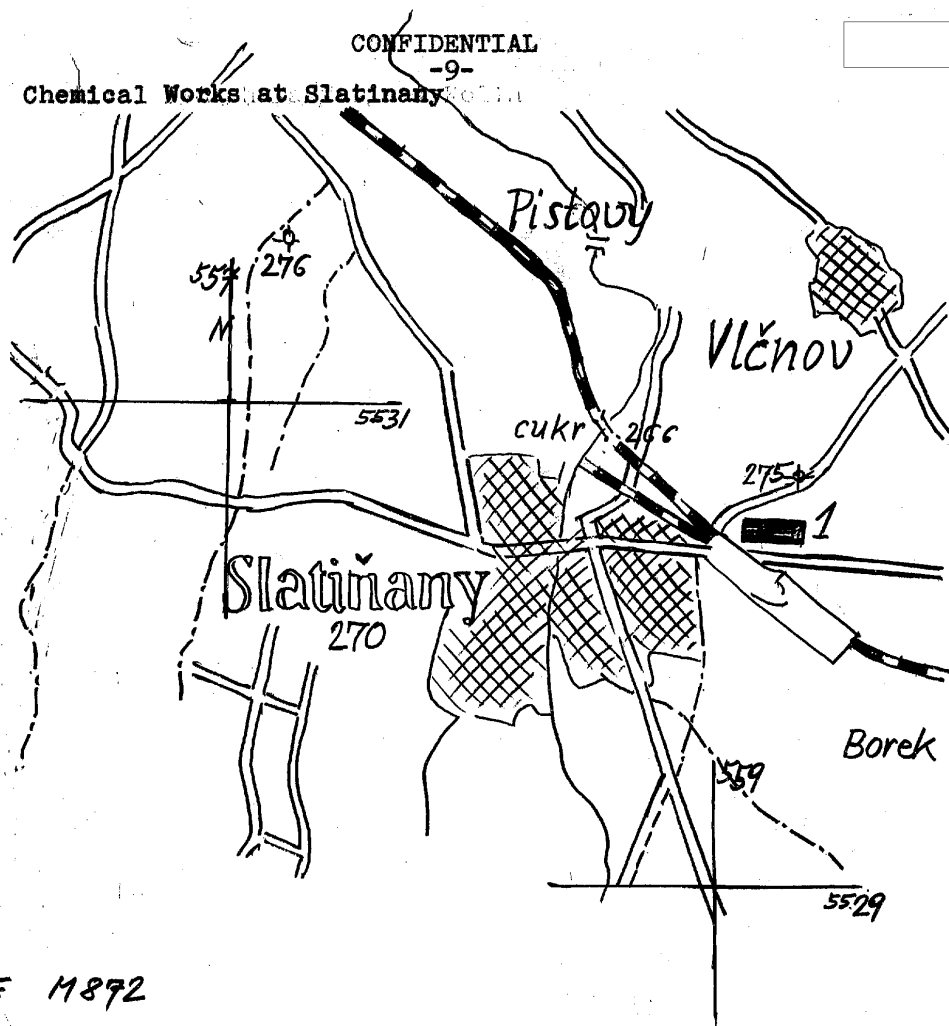 CONFIDENTIAL
-9-
Chemical Works at Slatinany
Pistovy
557
276
N
Vlčnov
5531
cukr
266
275
1
Slatiňany
270
Borek
559
5529
M872